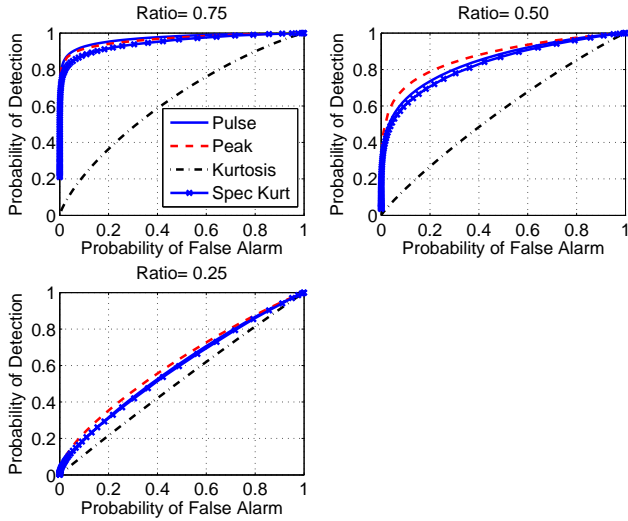 Ratio= 0.75
1
0.8
0.6
0.4
0.2
0
0 0.2 0.4 0.6 0.8 1
Probability of Detection
Probability of False Alarm
Pulse
Peak
Kurtosis
Spec Kurt
Ratio= 0.50
1
0.8
0.6
0.4
0.2
0
0 0.2 0.4 0.6 0.8 1
Probability of Detection
Probability of False Alarm
Ratio= 0.25
1
0.8
0.6
0.4
0.2
0
0 0.2 0.4 0.6 0.8 1
Probability of Detection
Probability of False Alarm